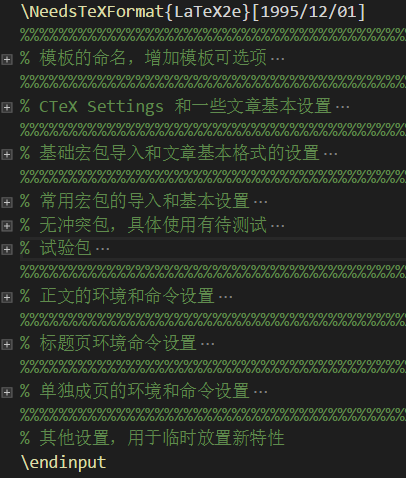 \NeedsTeXFormat{LaTeX2e}[1995/12/01]
%%%%%%%%%%%%%%%%%%%%%%%%%%%%%%%%%%%%%%%%
% 模板的命名，增加模板可选项…
%%%%%%%%%%%%%%%%%%%%%%%%%%%%%%%%%%%%%%%%
% CTeX Settings 和一些文章基本设置…
%%%%%%%%%%%%%%%%%%%%%%%%%%%%%%%%%%%%%%%%
% 基础宏包导入和文章基本格式的设置…
%%%%%%%%%%%%%%%%%%%%%%%%%%%%%%%%%%%%%%%%
% 常用宏包的导入和基本设置…
% 无冲突包，具体使用有待测试…
% 试验包…
%%%%%%%%%%%%%%%%%%%%%%%%%%%%%%%%%%%%%%%%
% 正文的环境和命令设置…
%%%%%%%%%%%%%%%%%%%%%%%%%%%%%%%%%%%%%%%%
% 标题页环境命令设置…
%%%%%%%%%%%%%%%%%%%%%%%%%%%%%%%%%%%%%%%%
% 单独成页的环境和命令设置…
%%%%%%%%%%%%%%%%%%%%%%%%%%%%%%%%%%%%%%%%
% 其他设置，用于临时放置新特性
\endinput